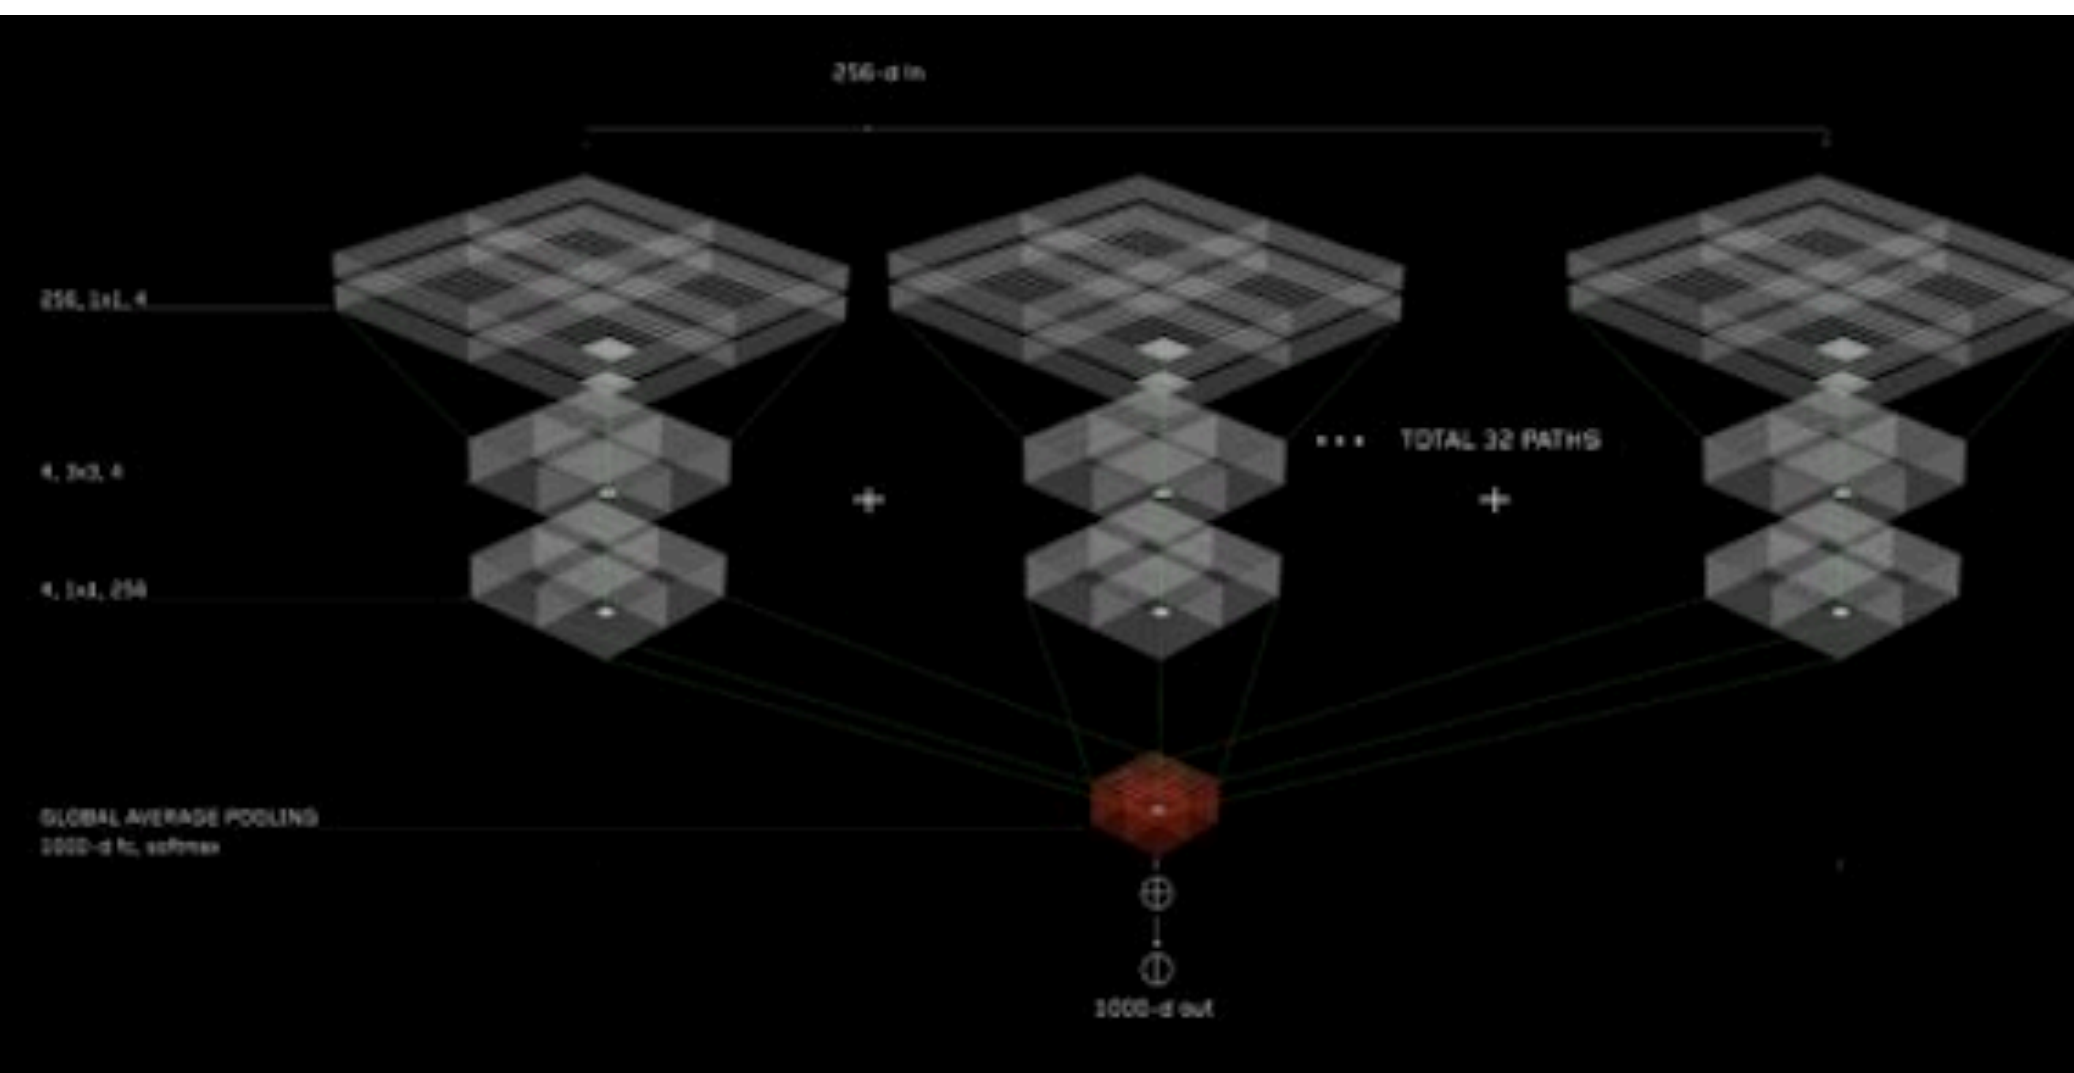 256-d in
256, 1x1, 4
... TOTAL 32 PATHS
4, 3x3, 4
+
+
4, 1x1, 256
GLOBAL AVERAGE POOLING
1000-d fc, softmax
1000-d out